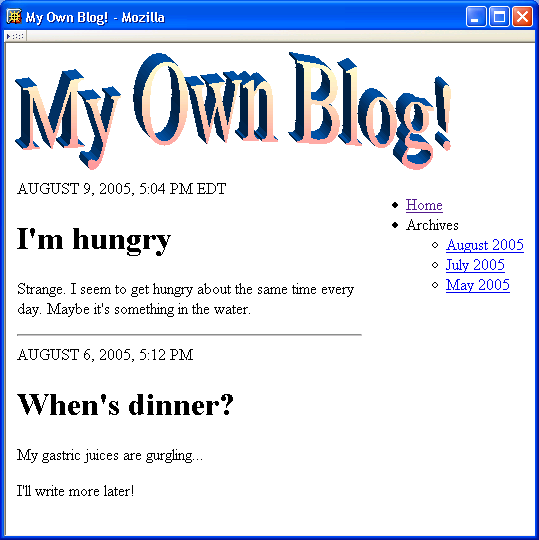 My Own Blog! - Mozilla
My Own Blog!
AUGUST 9, 2005, 5:04 PM EDT
I'm hungry
Strange. I seem to get hungry about the same time every
day. Maybe it's something in the water.
AUGUST 6, 2005, 5:12 PM
When's dinner?
My gastric juices are gurgling...
I'll write more later!
Home
Archives
August 2005
July 2005
May 2005